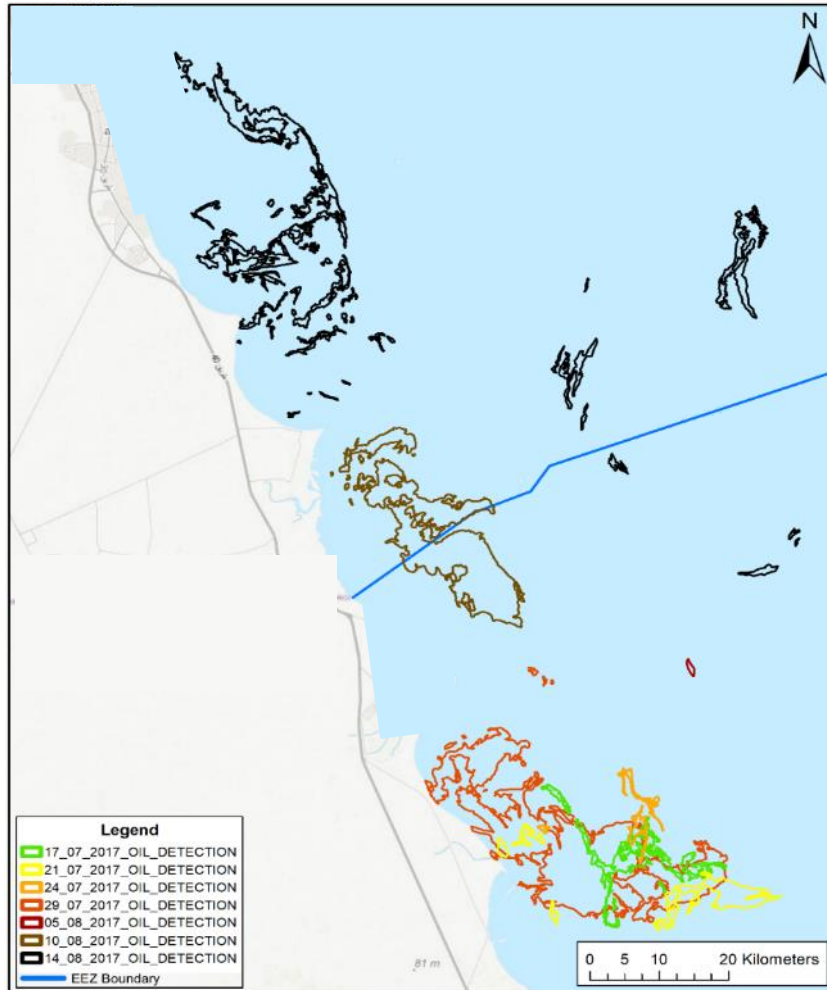 N
Legend
17_07_2017_OIL_DETECTION
21_07_2017_OIL_DETECTION
24_07_2017_OIL_DETECTION
29_07_2017_OIL_DETECTION
05_08_2017_OIL_DETECTION
10_08_2017_OIL_DETECTION
14_08_2017_OIL_DETECTION
EEZ Boundary
81 m
0 5 10 20 Kilometers